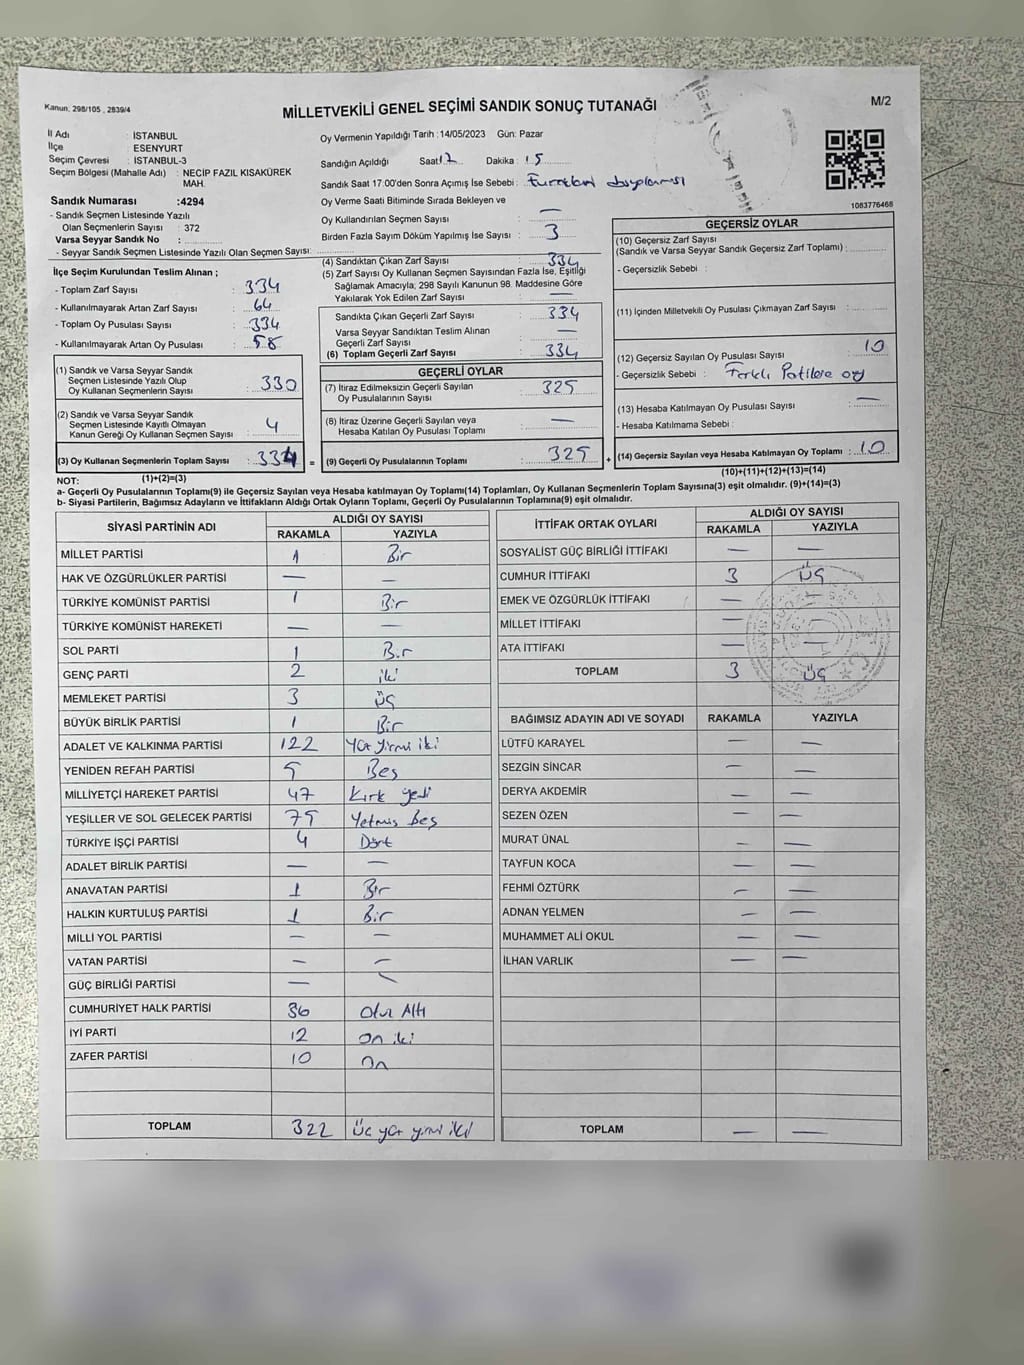 Kanun: 298/105 , 2839/4
MİLLETVEKİLİ GENEL SEÇİMİ SANDIK SONUÇ TUTANAĞI
M/2
İl Adı : İSTANBUL
İlçe : ESENYURT
Seçim Çevresi : İSTANBUL-3
Seçim Bölgesi (Mahalle Adı) : NECİP FAZIL KISAKÜREK MAH.
Sandık Numarası :4294
- Sandık Seçmen Listesinde Yazılı
Olan Seçmenlerin Sayısı : 372
Varsa Seyyar Sandık No :
- Seyyar Sandık Seçmen Listesinde Yazılı Olan Seçmen Sayısı:
Oy Vermenin Yapıldığı Tarih : 14/05/2023 Gün: Pazar
Sandığın Açıldığı Saat 17 Dakika : 15
Sandık Saat 17:00'den Sonra Açılmış İse Sebebi :
Oy Verme Saati Bitiminde Sırada Bekleyen ve
Oy Kullandırılan Seçmen Sayısı : —
Birden Fazla Sayım Döküm Yapılmış İse Sayısı : 3
1083776468
İlçe Seçim Kurulundan Teslim Alınan ;
- Toplam Zarf Sayısı : 334
- Kullanılmayarak Artan Zarf Sayısı : 64
- Toplam Oy Pusulası Sayısı : 334
- Kullanılmayarak Artan Oy Pusulası : 58
(4) Sandıktan Çıkan Zarf Sayısı : 334
(5) Zarf Sayısı Oy Kullanan Seçmen Sayısından Fazla İse, Eşitliği
Sağlamak Amacıyla; 298 Sayılı Kanunun 98. Maddesine Göre
Yakılarak Yok Edilen Zarf Sayısı : —
Sandıkta Çıkan Geçerli Zarf Sayısı : 334
Varsa Seyyar Sandıktan Teslim Alınan
Geçerli Zarf Sayısı : —
(6) Toplam Geçerli Zarf Sayısı : 334
GEÇERSİZ OYLAR
(10) Geçersiz Zarf Sayısı
(Sandık ve Varsa Seyyar Sandık Geçersiz Zarf Toplamı) :
- Geçersizlik Sebebi :
(11) İçinden Milletvekili Oy Pusulası Çıkmayan Zarf Sayısı :
(12) Geçersiz Sayılan Oy Pusulası Sayısı : 10
- Geçersizlik Sebebi : Farklı Patilere oy
(13) Hesaba Katılmayan Oy Pusulası Sayısı : —
- Hesaba Katılmama Sebebi :
(14) Geçersiz Sayılan veya Hesaba Katılmayan Oy Toplamı : 10
(10)+(11)+(12)+(13)=(14)
(1) Sandık ve Varsa Seyyar Sandık
Seçmen Listesinde Yazılı Olup
Oy Kullanan Seçmenlerin Sayısı : 330
(2) Sandık ve Varsa Seyyar Sandık
Seçmen Listesinde Kayıtlı Olmayan
Kanun Gereği Oy Kullanan Seçmen Sayısı : 4
(3) Oy Kullanan Seçmenlerin Toplam Sayısı : 334 =
(1)+(2)=(3)
GEÇERLİ OYLAR
(7) İtiraz Edilmeksizin Geçerli Sayılan
Oy Pusulalarının Sayısı : 325
(8) İtiraz Üzerine Geçerli Sayılan veya
Hesaba Katılan Oy Pusulası Toplamı : —
(9) Geçerli Oy Pusulalarının Toplamı : 325 +
NOT:
a- Geçerli Oy Pusulalarının Toplamı(9) ile Geçersiz Sayılan veya Hesaba katılmayan Oy Toplamı(14) Toplamları, Oy Kullanan Seçmenlerin Toplam Sayısına(3) eşit olmalıdır. (9)+(14)=(3)
b- Siyasi Partilerin, Bağımsız Adayların ve İttifakların Aldığı Ortak Oyların Toplamı, Geçerli Oy Pusulalarının Toplamına(9) eşit olmalıdır.
SİYASİ PARTİNİN ADI ALDIĞI OY SAYISI
RAKAMLA YAZIYLA
MİLLET PARTİSİ 1 Bir
HAK VE ÖZGÜRLÜKLER PARTİSİ — —
TÜRKİYE KOMÜNİST PARTİSİ 1 Bir
TÜRKİYE KOMÜNİST HAREKETİ — —
SOL PARTİ 1 Bir
GENÇ PARTİ 2 iki
MEMLEKET PARTİSİ 3 üç
BÜYÜK BİRLİK PARTİSİ 1 Bir
ADALET VE KALKINMA PARTİSİ 122 Yüz yirmi iki
YENİDEN REFAH PARTİSİ 5 Beş
MİLLİYETÇİ HAREKET PARTİSİ 47 Kırk yedi
YEŞİLLER VE SOL GELECEK PARTİSİ 75 Yetmiş beş
TÜRKİYE İŞÇİ PARTİSİ 4 Dört
ADALET BİRLİK PARTİSİ — —
ANAVATAN PARTİSİ 1 Bir
HALKIN KURTULUŞ PARTİSİ 1 Bir
MİLLİ YOL PARTİSİ — —
VATAN PARTİSİ — —
GÜÇ BİRLİĞİ PARTİSİ — —
CUMHURİYET HALK PARTİSİ 36 Otuz Altı
İYİ PARTİ 12 on iki
ZAFER PARTİSİ 10 on
TOPLAM 322 üç yüz yirmi iki
İTTİFAK ORTAK OYLARI ALDIĞI OY SAYISI
RAKAMLA YAZIYLA
SOSYALİST GÜÇ BİRLİĞİ İTTİFAKI — —
CUMHUR İTTİFAKI 3 üç
EMEK VE ÖZGÜRLÜK İTTİFAKI — —
MİLLET İTTİFAKI — —
ATA İTTİFAKI — —
TOPLAM 3 üç
BAĞIMSIZ ADAYIN ADI VE SOYADI RAKAMLA YAZIYLA
LÜTFÜ KARAYEL — —
SEZGİN SİNCAR — —
DERYA AKDEMİR — —
SEZEN ÖZEN — —
MURAT ÜNAL — —
TAYFUN KOCA — —
FEHMİ ÖZTÜRK — —
ADNAN YELMEN — —
MUHAMMET ALİ OKUL — —
İLHAN VARLIK — —
TOPLAM — —